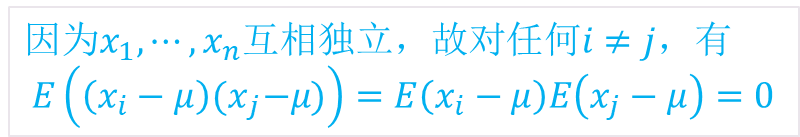 因为x₁,⋯,xₙ互相独立，故对任何i ≠ j，有
E((xᵢ − μ)(xⱼ−μ)) = E(xᵢ − μ)E(xⱼ − μ) = 0